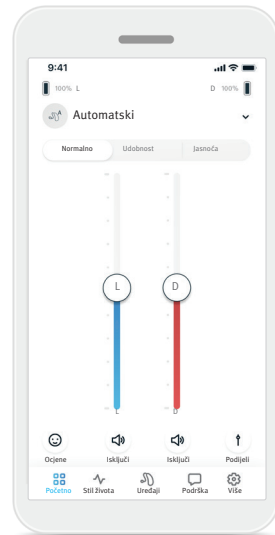 9:41
100% L D 100%
A Automatski
Normalno Udobnost Jasnoća
L D
L D
Ocjene Isključi Isključi Podijeli
Početno Stil života Uređaji Podrška Više